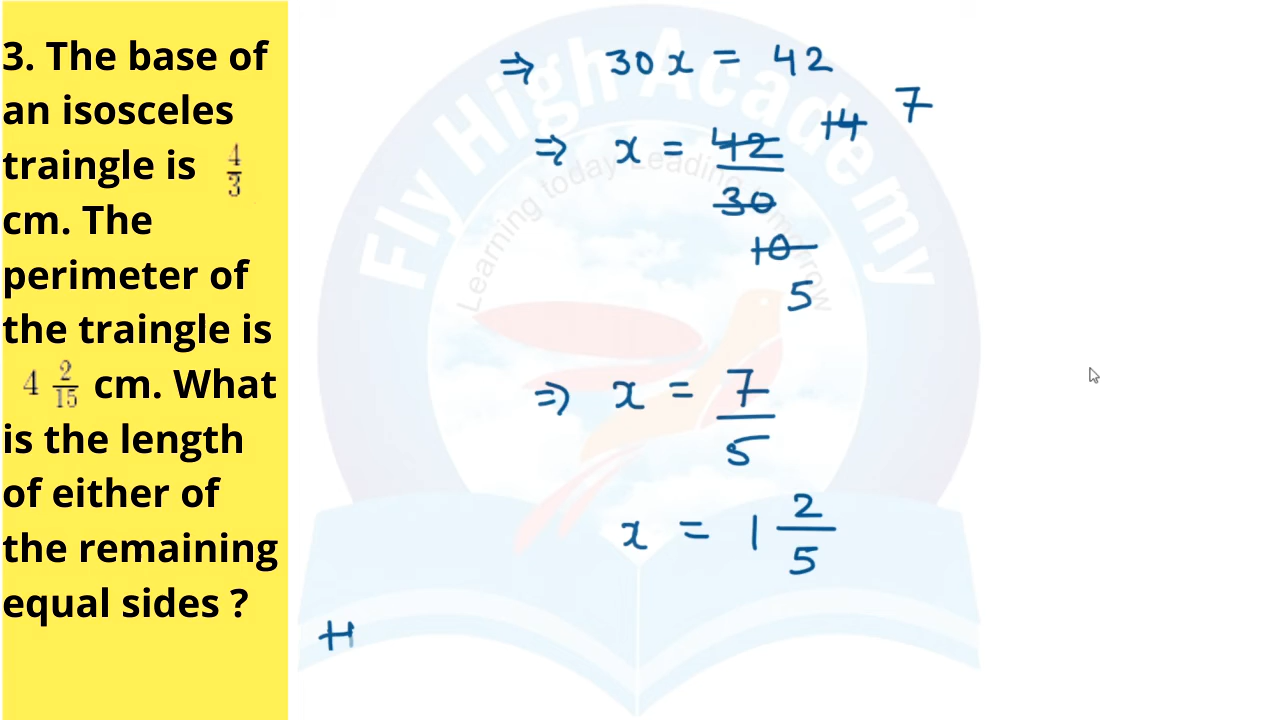 3. The base of
an isosceles
traingle is 4/3
cm. The
perimeter of
the traingle is
4 2/15 cm. What
is the length
of either of
the remaining
equal sides ?
Fly High Academy
Learning today Leading tomorrow
⇒ 30x = 42
⇒ x = 42/30 14 7
10
5
⇒ x = 7/5
x = 1 2/5
H